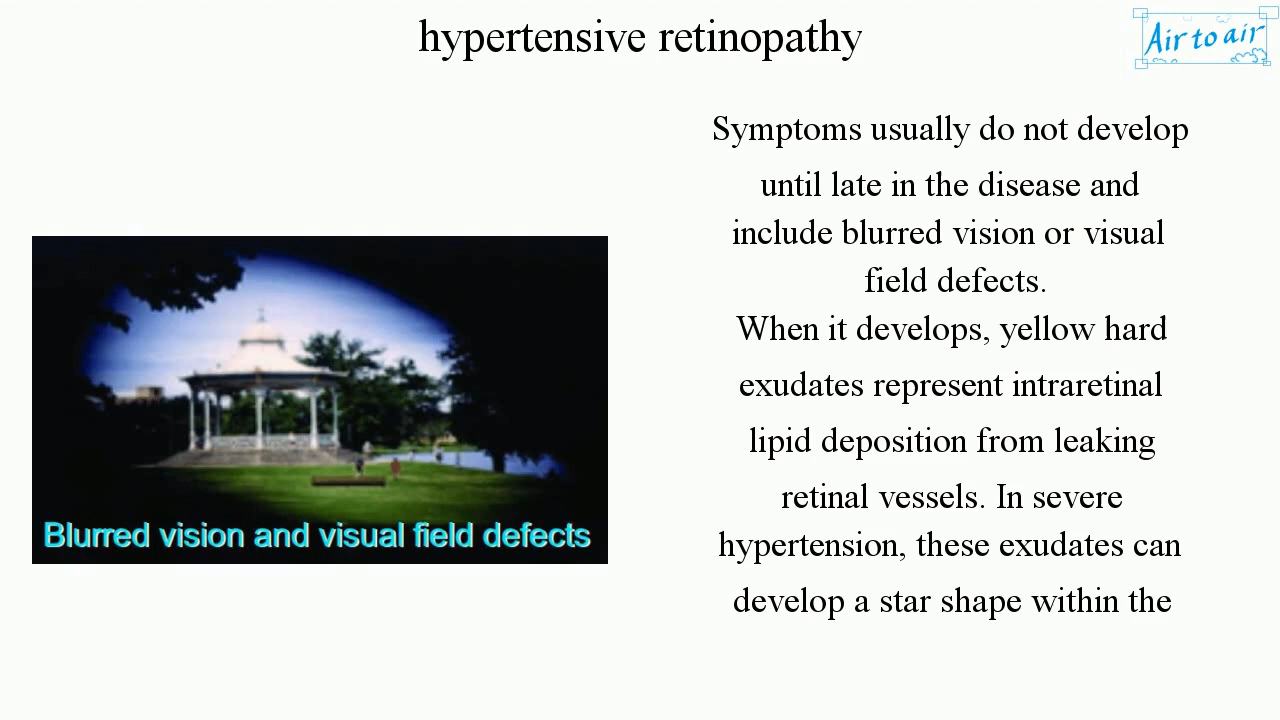 hypertensive retinopathy
Air to air
Symptoms usually do not develop
until late in the disease and
include blurred vision or visual
field defects.
When it develops, yellow hard
exudates represent intraretinal
lipid deposition from leaking
retinal vessels. In severe
hypertension, these exudates can
develop a star shape within the
Blurred vision and visual field defects